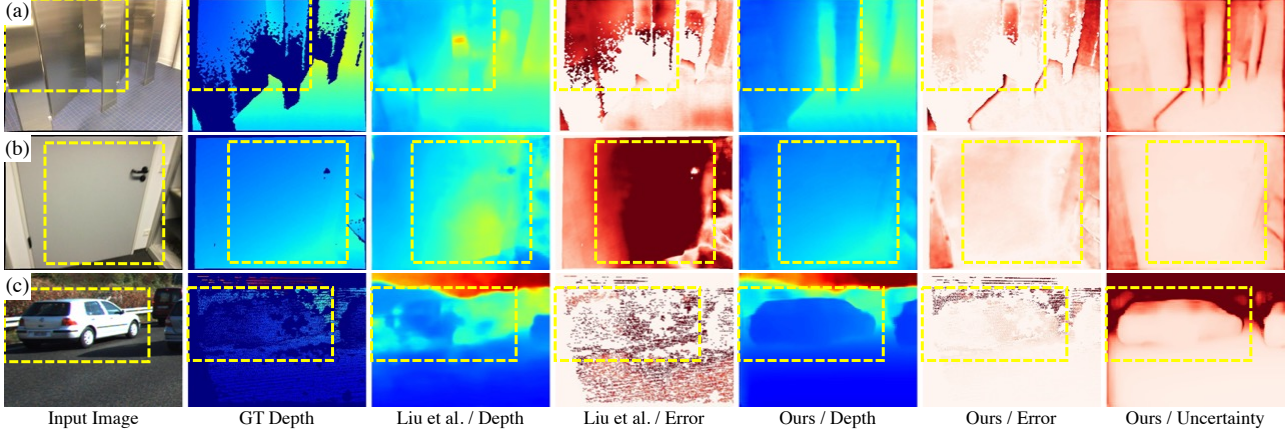 (a)
(b)
(c)
Input Image GT Depth Liu et al. / Depth Liu et al. / Error Ours / Depth Ours / Error Ours / Uncertainty